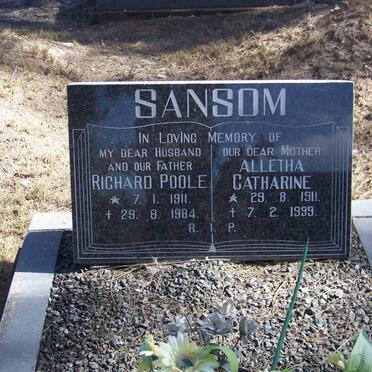 SANSOM
IN LOVING MEMORY OF
MY DEAR HUSBAND
AND OUR FATHER
RICHARD POOLE
★ 7. 1. 1911.
† 29. 8. 1984.
OUR DEAR MOTHER
ALLETHA
CATHARINE
★ 29. 8. 1911.
† 7. 2. 1999.
R. I. P.